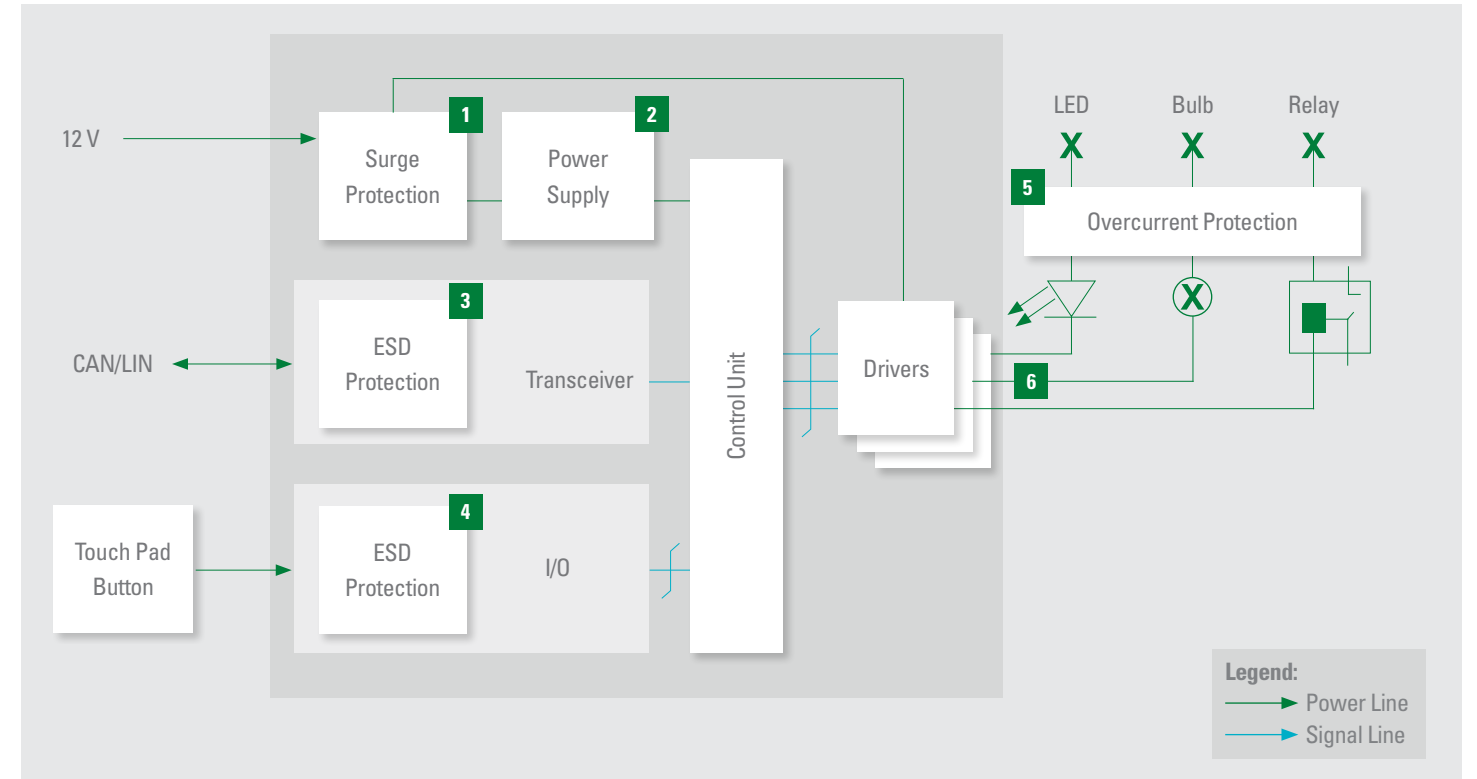 12 V
1
Surge
Protection
2
Power
Supply
LED
Bulb
Relay
X
X
X
5
Overcurrent Protection
X
CAN/LIN
3
ESD
Protection
Transceiver
Control Unit
Drivers
6
Touch Pad
Button
4
ESD
Protection
I/O
Legend:
Power Line
Signal Line